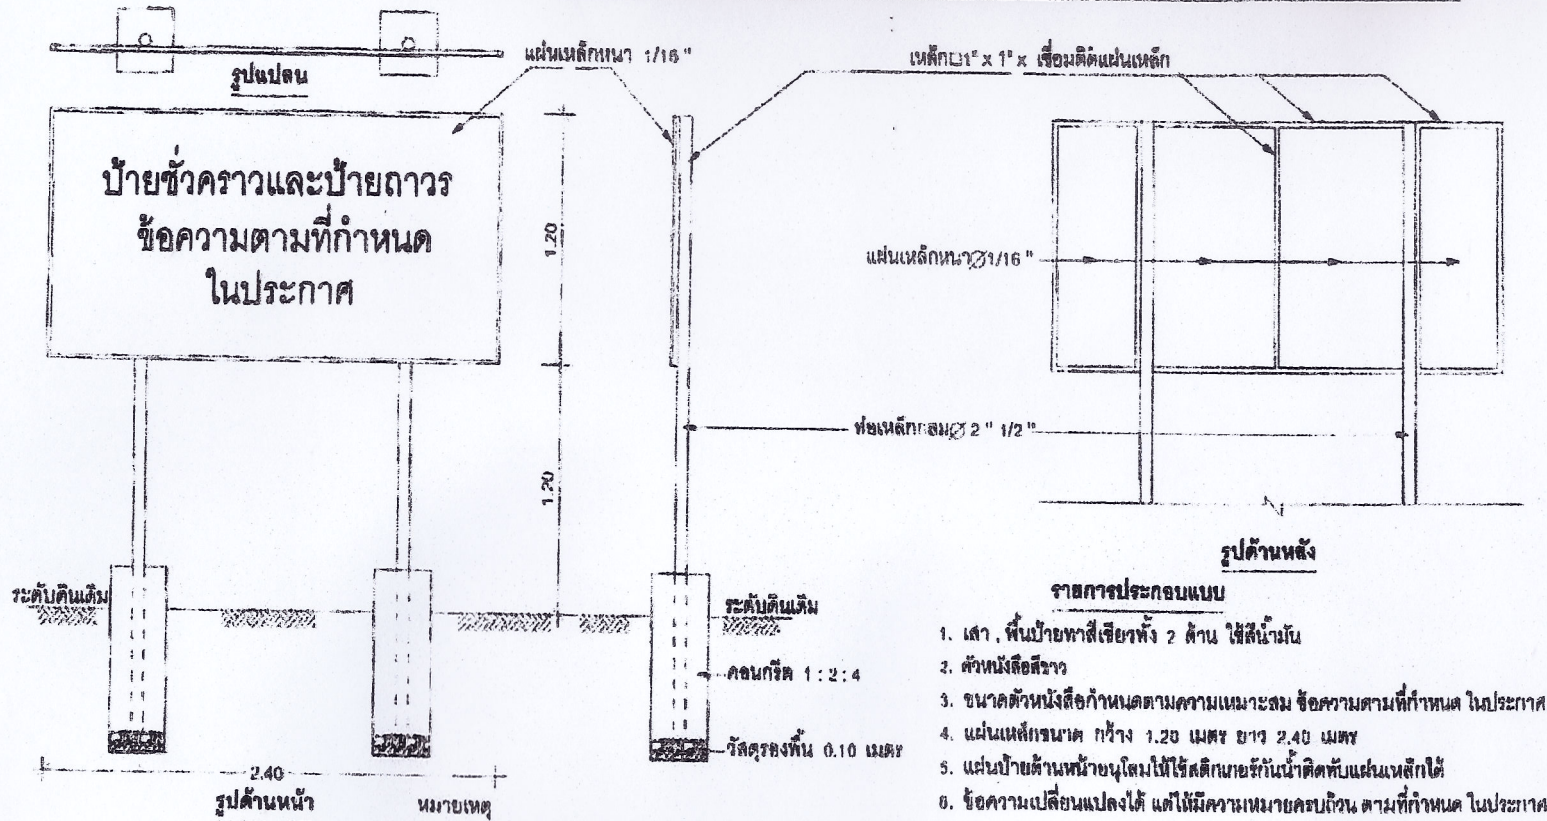 รูปแปลน
แผ่นเหล็กหนา 1/16"
เหล็ก□1" x 1" x เชื่อมติดแผ่นเหล็ก
ป้ายชั่วคราวและป้ายถาวร
ข้อความตามที่กำหนด
ในประกาศ
1.20
แผ่นเหล็กหนา∅1/16"
ท่อเหล็กกลม∅ 2" 1/2"
1.20
รูปด้านหลัง
ระดับดินเดิม
ระดับดินเดิม
คอนกรีต 1 : 2 : 4
วัสดุรองพื้น 0.10 เมตร
2.40
รูปด้านหน้า
หมายเหตุ
รายการประกอบแบบ
1. เสา , พื้นป้ายทาสีเขียวทั้ง 2 ด้าน ใช้สีน้ำมัน
2. ตัวหนังสือสีขาว
3. ขนาดตัวหนังสือกำหนดตามความเหมาะสม ข้อความตามที่กำหนด ในประกาศ
4. แผ่นเหล็กขนาด กว้าง 1.20 เมตร ยาว 2.40 เมตร
5. แผ่นป้ายด้านหน้าอนุโลมให้ใช้สติกเกอร์กันน้ำติดทับแผ่นเหล็กได้
6. ข้อความเปลี่ยนแปลงได้ แต่ให้มีความหมายครบถ้วน ตามที่กำหนด ในประกาศ